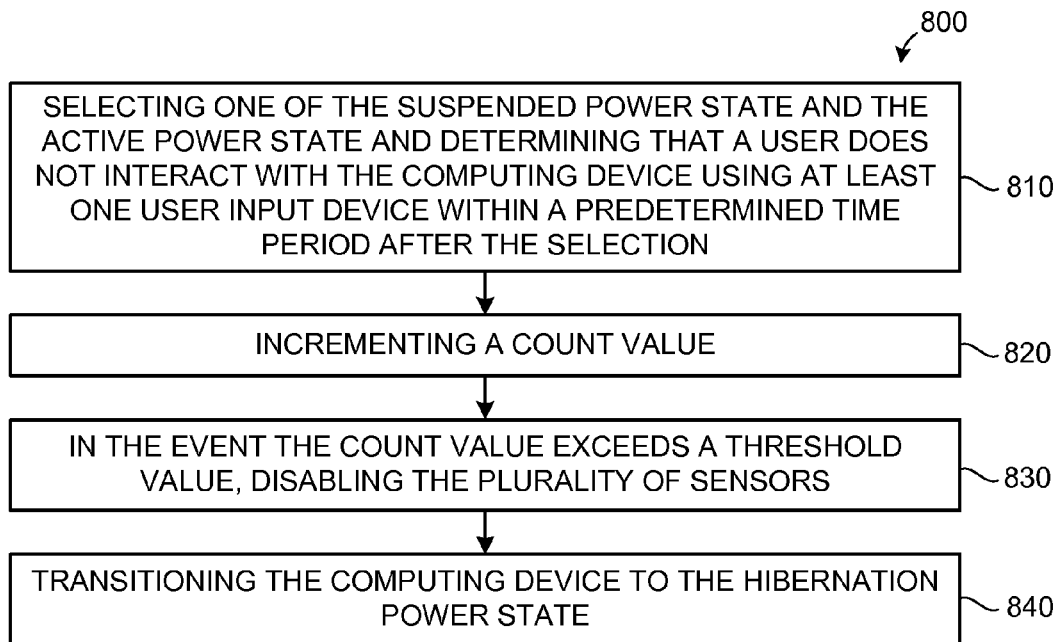 800
SELECTING ONE OF THE SUSPENDED POWER STATE AND THE
ACTIVE POWER STATE AND DETERMINING THAT A USER DOES
NOT INTERACT WITH THE COMPUTING DEVICE USING AT LEAST
ONE USER INPUT DEVICE WITHIN A PREDETERMINED TIME
PERIOD AFTER THE SELECTION
810
INCREMENTING A COUNT VALUE
820
IN THE EVENT THE COUNT VALUE EXCEEDS A THRESHOLD
VALUE, DISABLING THE PLURALITY OF SENSORS
830
TRANSITIONING THE COMPUTING DEVICE TO THE HIBERNATION
POWER STATE
840